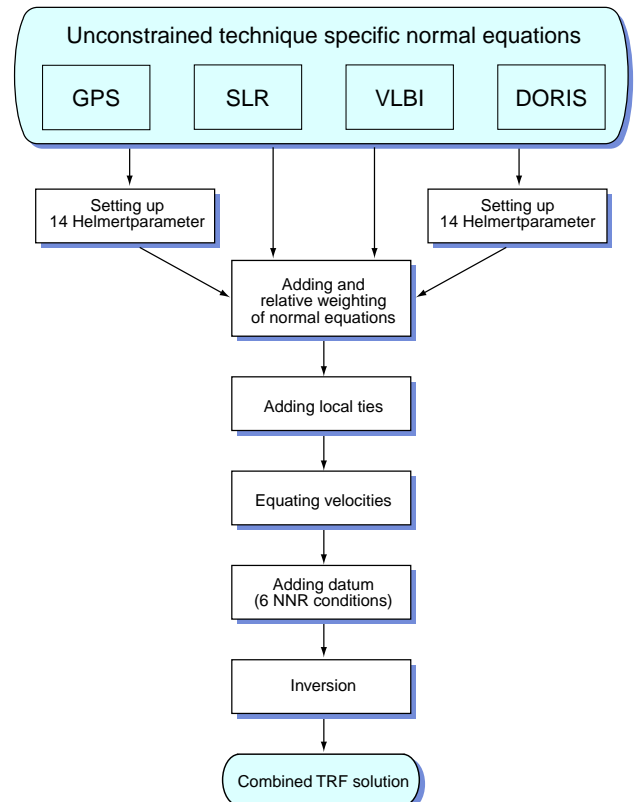 Unconstrained technique specific normal equations
GPS
SLR
VLBI
DORIS
Setting up
14 Helmertparameter
Setting up
14 Helmertparameter
Adding and
relative weighting
of normal equations
Adding local ties
Equating velocities
Adding datum
(6 NNR conditions)
Inversion
Combined TRF solution